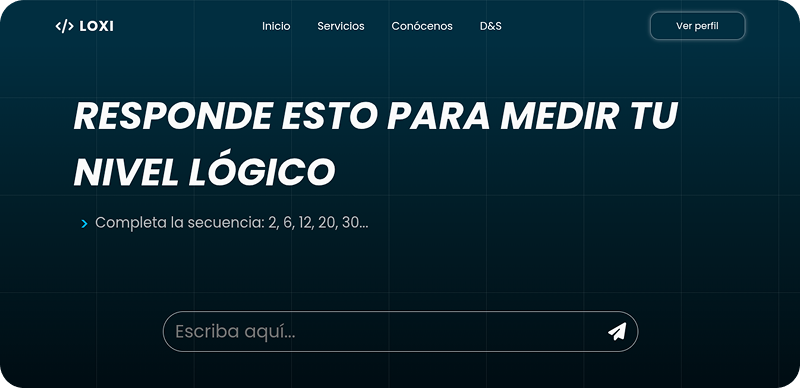 </> LOXI
Inicio Servicios Conócenos D&S
Ver perfil
RESPONDE ESTO PARA MEDIR TU
NIVEL LÓGICO
> Completa la secuencia: 2, 6, 12, 20, 30...
Escriba aquí...